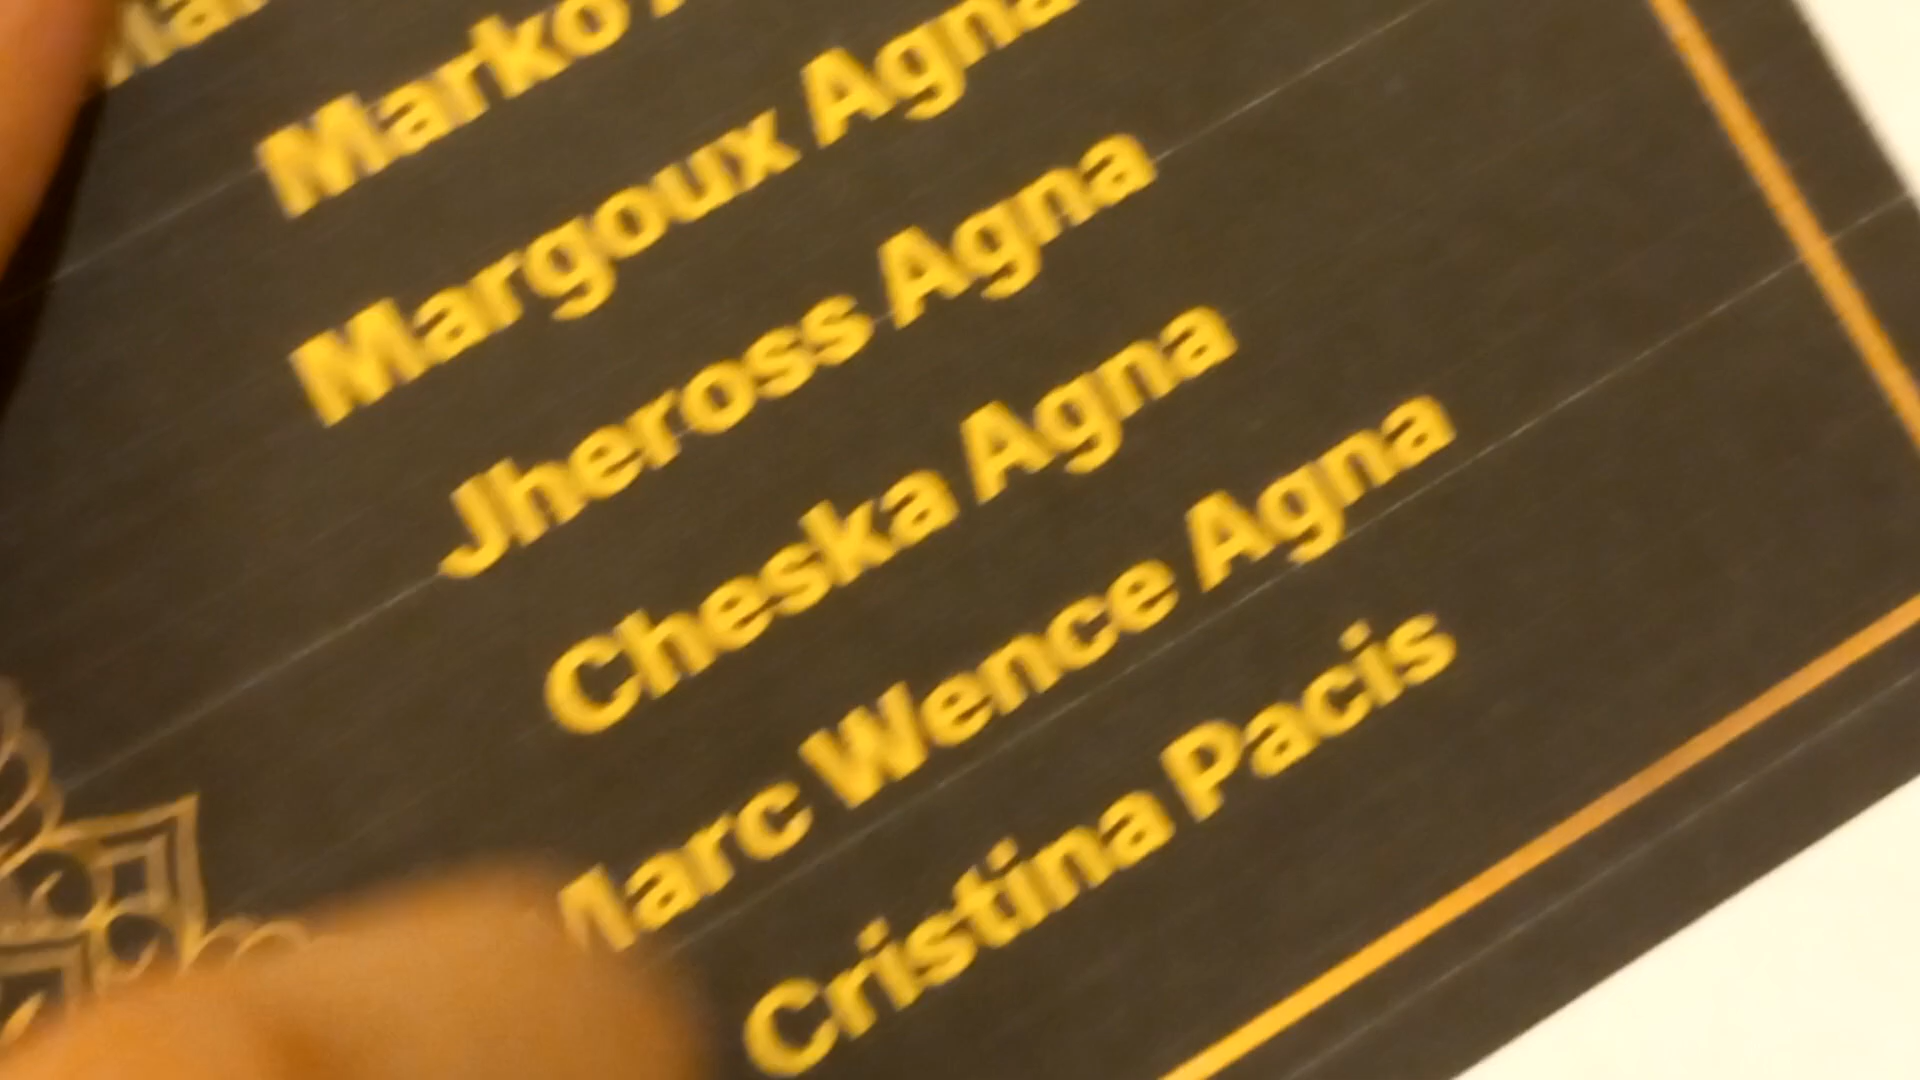 Marko
Margoux Agna
Jheross Agna
Cheska Agna
Marc Wence Agna
Cristina Pacis